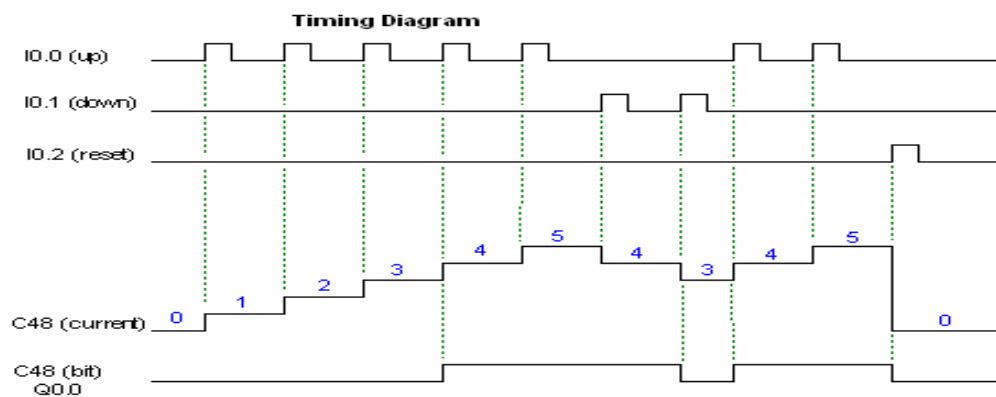 Timing Diagram
I0.0 (up)
I0.1 (down)
I0.2 (reset)
0 1 2 3 4 5 4 3 4 5 0
C48 (current)
C48 (bit)
Q0.0